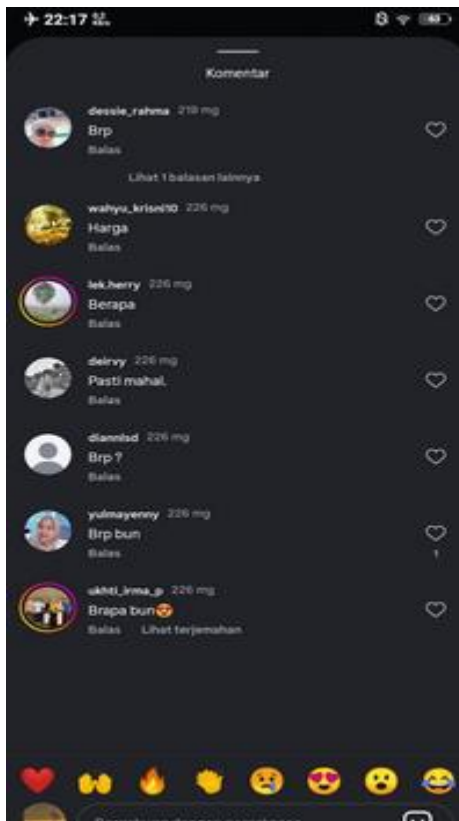 22:17
63
Komentar
dessie_rahma 219 mg
Brp
Balas
Lihat 1 balasan lainnya
wahyu_krisni10 226 mg
Harga
Balas
lek.herry 226 mg
Berapa
Balas
deirvy 226 mg
Pasti mahal.
Balas
diannisd 226 mg
Brp ?
Balas
yulmayenny 226 mg
Brp bun
Balas
1
ukhti_irma_p 226 mg
Brapa bun😍
Balas Lihat terjemahan